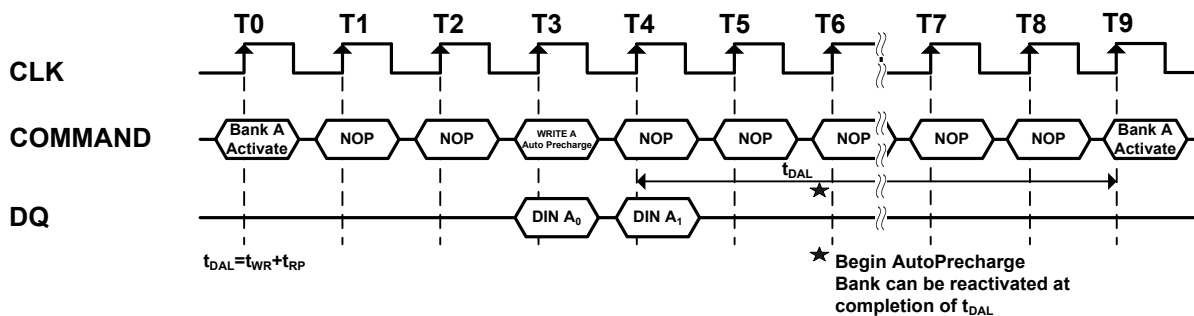 T0 T1 T2 T3 T4 T5 T6 T7 T8 T9
CLK
COMMAND
Bank A
Activate
NOP
NOP
WRITE A
Auto Precharge
NOP
NOP
NOP
NOP
NOP
Bank A
Activate
tDAL
DQ
DIN A0
DIN A1
tDAL=tWR+tRP
Begin AutoPrecharge
Bank can be reactivated at
completion of tDAL